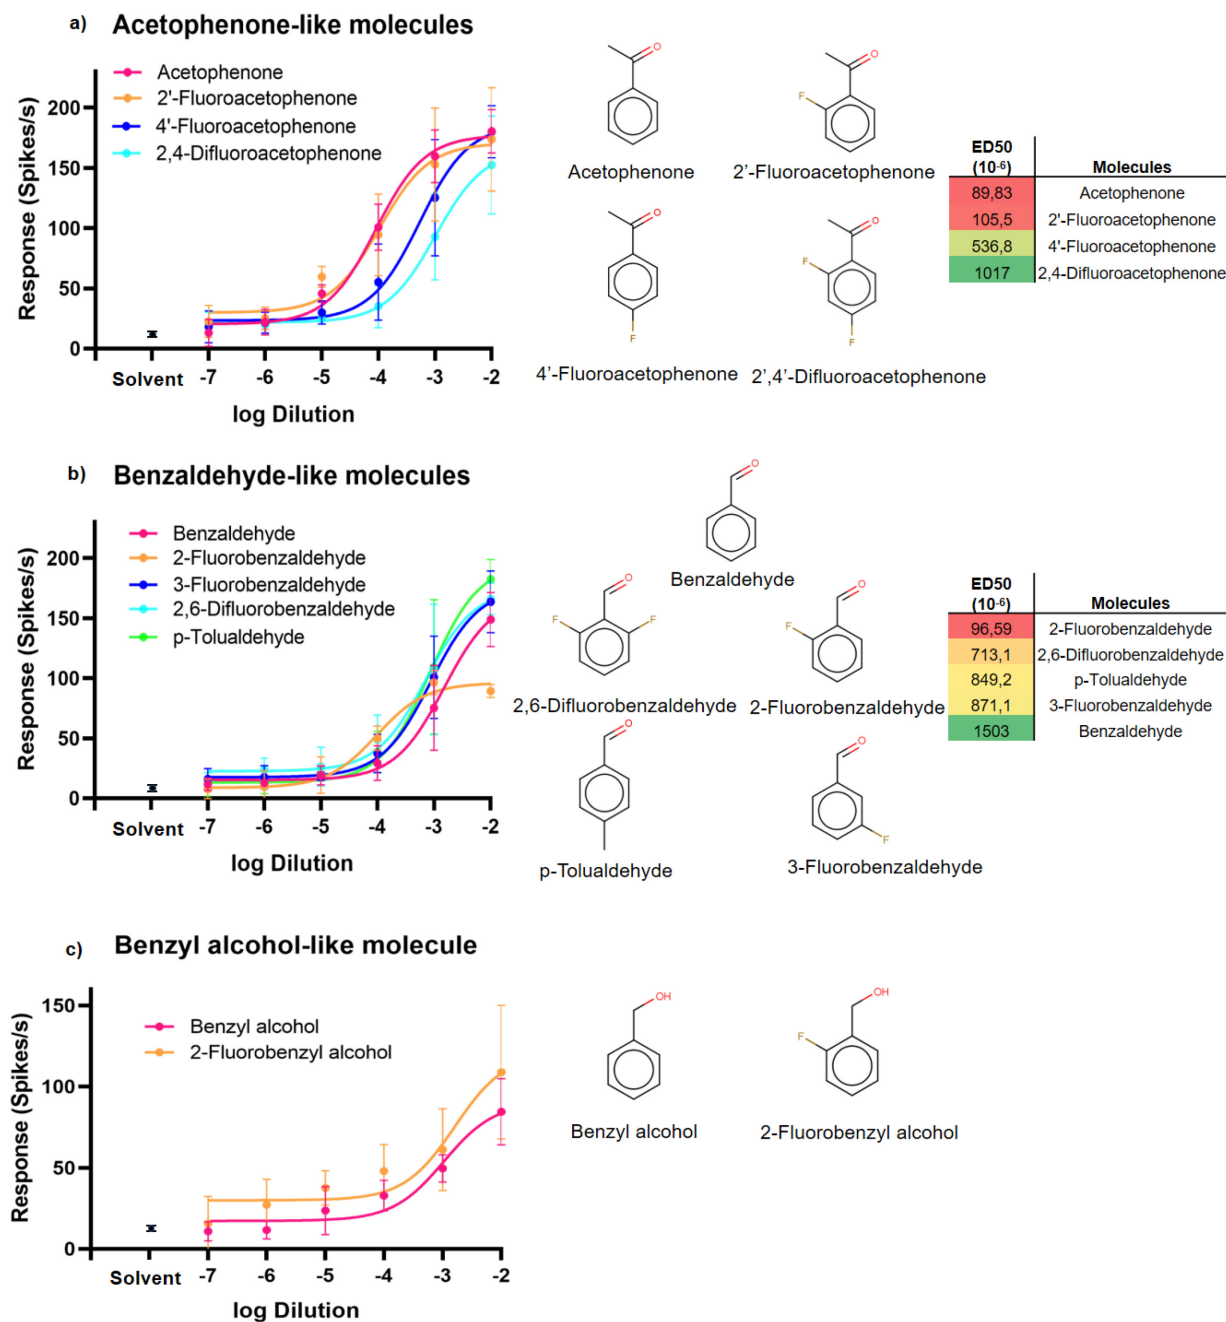 a) Acetophenone-like molecules
Response (Spikes/s)
200
150
100
50
0
Acetophenone
2'-Fluoroacetophenone
4'-Fluoroacetophenone
2,4-Difluoroacetophenone
Solvent -7 -6 -5 -4 -3 -2
log Dilution
O
Acetophenone
O
F
2'-Fluoroacetophenone
O
F
4'-Fluoroacetophenone
O
F
F
2',4'-Difluoroacetophenone
ED50
(10-6) Molecules
89,83 Acetophenone
105,5 2'-Fluoroacetophenone
536,8 4'-Fluoroacetophenone
1017 2,4-Difluoroacetophenone
b) Benzaldehyde-like molecules
Response (Spikes/s)
200
150
100
50
0
Benzaldehyde
2-Fluorobenzaldehyde
3-Fluorobenzaldehyde
2,6-Difluorobenzaldehyde
p-Tolualdehyde
Solvent -7 -6 -5 -4 -3 -2
log Dilution
O
Benzaldehyde
O
F F
2,6-Difluorobenzaldehyde
O
F
2-Fluorobenzaldehyde
O
p-Tolualdehyde
O
F
3-Fluorobenzaldehyde
ED50
(10-6) Molecules
96,59 2-Fluorobenzaldehyde
713,1 2,6-Difluorobenzaldehyde
849,2 p-Tolualdehyde
871,1 3-Fluorobenzaldehyde
1503 Benzaldehyde
c) Benzyl alcohol-like molecule
Response (Spikes/s)
150
100
50
0
Benzyl alcohol
2-Fluorobenzyl alcohol
Solvent -7 -6 -5 -4 -3 -2
log Dilution
OH
Benzyl alcohol
OH
F
2-Fluorobenzyl alcohol